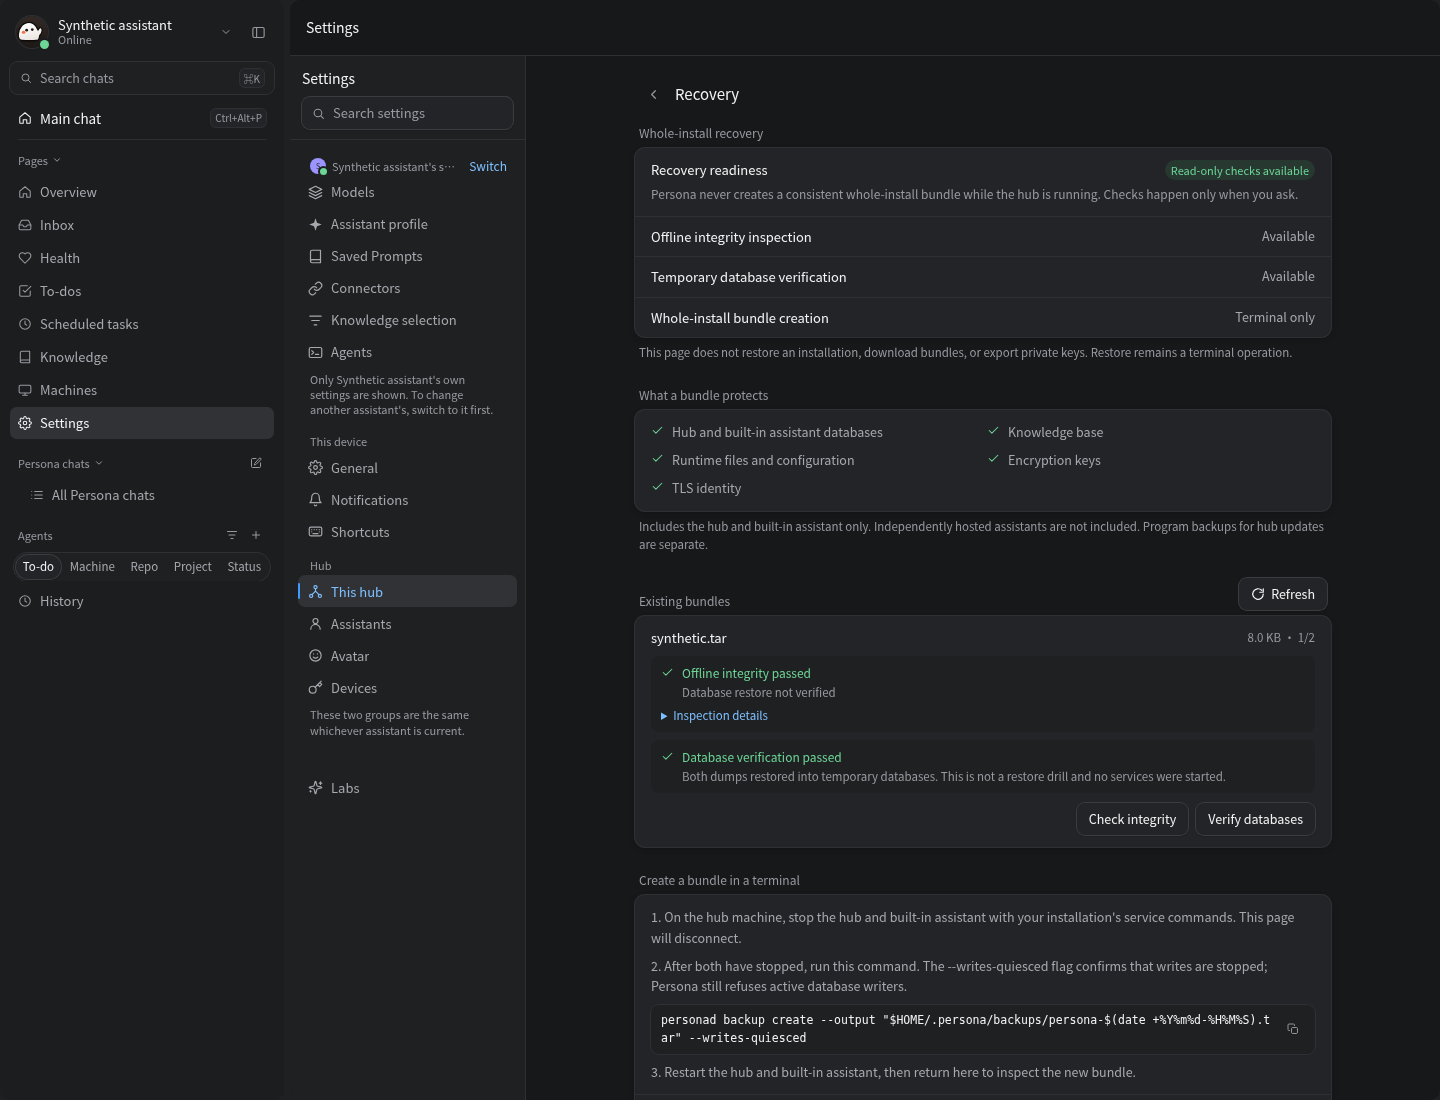 Synthetic assistant
Online
Search chats
⌘K
Main chat
Ctrl+Alt+P
Pages
Overview
Inbox
Health
To-dos
Scheduled tasks
Knowledge
Machines
Settings
Persona chats
All Persona chats
Agents
To-do
Machine
Repo
Project
Status
History
Settings
Settings
Search settings
Synthetic assistant's s···
Switch
Models
Assistant profile
Saved Prompts
Connectors
Knowledge selection
Agents
Only Synthetic assistant's own
settings are shown. To change
another assistant's, switch to it first.
This device
General
Notifications
Shortcuts
Hub
This hub
Assistants
Avatar
Devices
These two groups are the same
whichever assistant is current.
Labs
Recovery
Whole-install recovery
Recovery readiness
Read-only checks available
Persona never creates a consistent whole-install bundle while the hub is running. Checks happen only when you ask.
Offline integrity inspection
Available
Temporary database verification
Available
Whole-install bundle creation
Terminal only
This page does not restore an installation, download bundles, or export private keys. Restore remains a terminal operation.
What a bundle protects
Hub and built-in assistant databases
Knowledge base
Runtime files and configuration
Encryption keys
TLS identity
Includes the hub and built-in assistant only. Independently hosted assistants are not included. Program backups for hub updates
are separate.
Existing bundles
Refresh
synthetic.tar
8.0 KB • 1/2
Offline integrity passed
Database restore not verified
Inspection details
Database verification passed
Both dumps restored into temporary databases. This is not a restore drill and no services were started.
Check integrity
Verify databases
Create a bundle in a terminal
1. On the hub machine, stop the hub and built-in assistant with your installation's service commands. This page
will disconnect.
2. After both have stopped, run this command. The --writes-quiesced flag confirms that writes are stopped;
Persona still refuses active database writers.
personad backup create --output "$HOME/.persona/backups/persona-$(date +%Y%m%d-%H%M%S).t
ar" --writes-quiesced
3. Restart the hub and built-in assistant, then return here to inspect the new bundle.